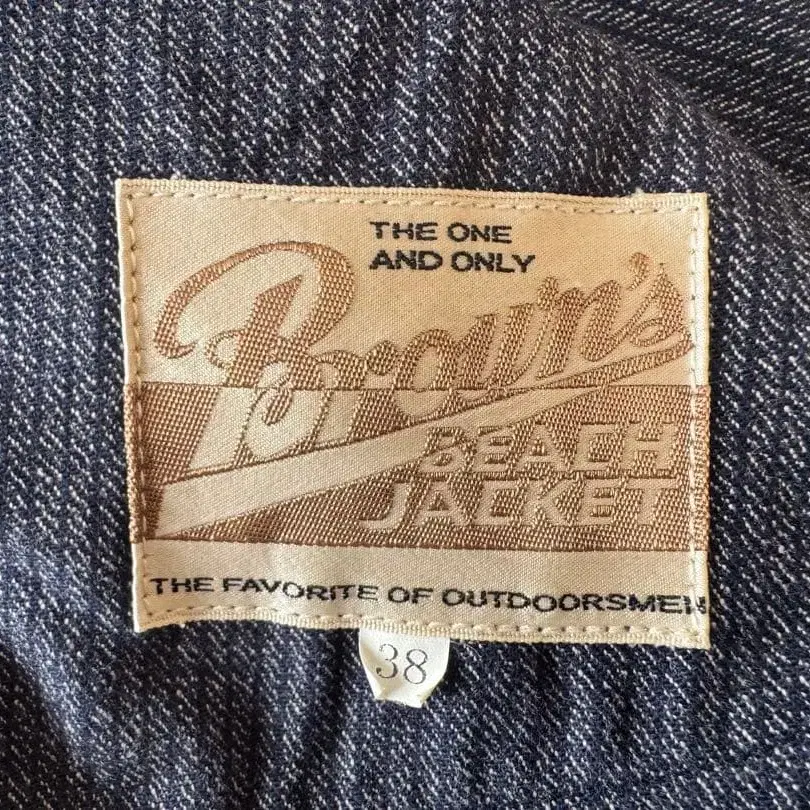 THE ONE
AND ONLY
Brown's
BEACH
JACKET
THE FAVORITE OF OUTDOORSMEN
38